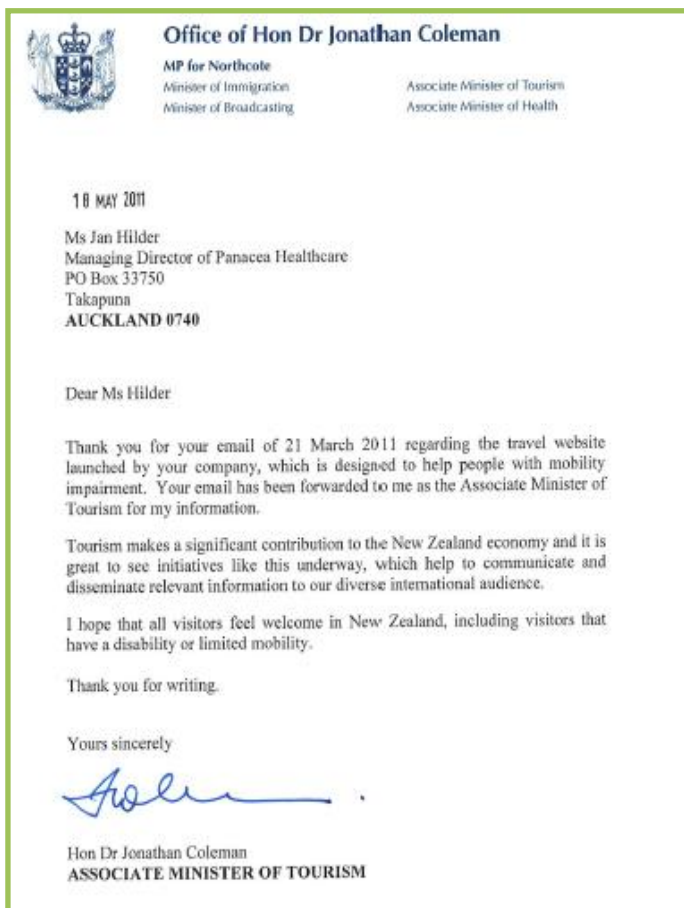 Office of Hon Dr Jonathan Coleman
MP for Northcote
Minister of Immigration
Minister of Broadcasting
Associate Minister of Tourism
Associate Minister of Health
18 MAY 2011
Ms Jan Hilder
Managing Director of Panacea Healthcare
PO Box 33750
Takapuna
AUCKLAND 0740
Dear Ms Hilder
Thank you for your email of 21 March 2011 regarding the travel website
launched by your company, which is designed to help people with mobility
impairment. Your email has been forwarded to me as the Associate Minister of
Tourism for my information.
Tourism makes a significant contribution to the New Zealand economy and it is
great to see initiatives like this underway, which help to communicate and
disseminate relevant information to our diverse international audience.
I hope that all visitors feel welcome in New Zealand, including visitors that
have a disability or limited mobility.
Thank you for writing.
Yours sincerely
Hon Dr Jonathan Coleman
ASSOCIATE MINISTER OF TOURISM